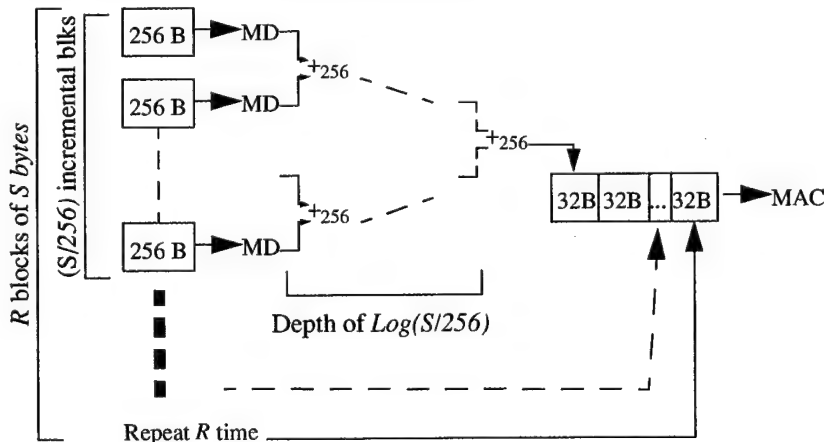 R blocks of S bytes
(S/256) incremental blks
256 B
MD
+256
256 B
MD
+256
32B
32B
...
32B
MAC
+256
256 B
MD
Depth of Log(S/256)
Repeat R time